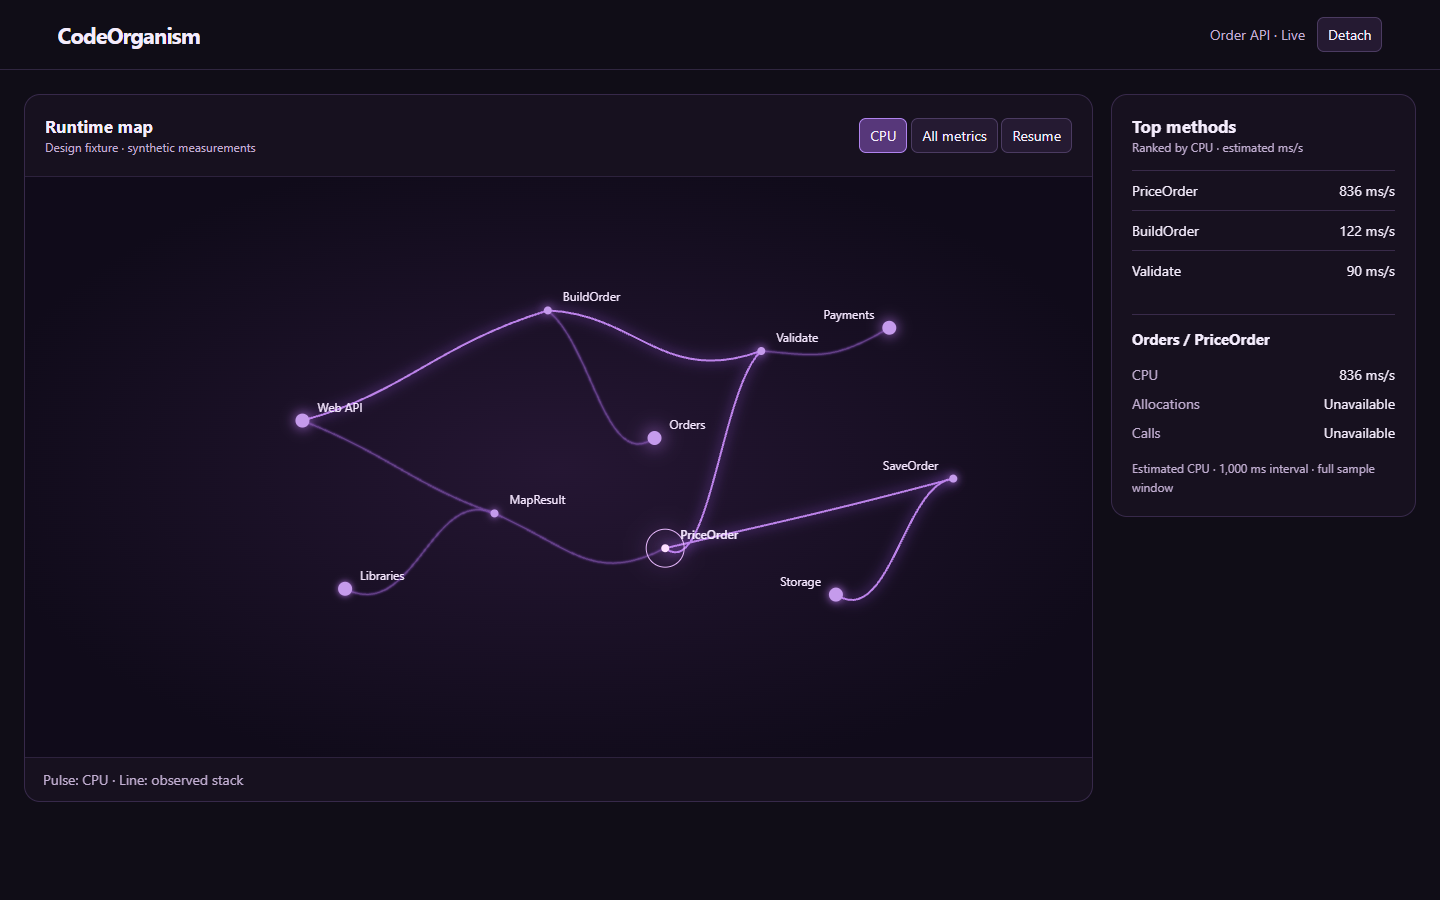 CodeOrganism
Order API · Live
Detach
Runtime map
Design fixture · synthetic measurements
CPU
All metrics
Resume
BuildOrder
Payments
Validate
Web API
Orders
SaveOrder
MapResult
PriceOrder
Libraries
Storage
Pulse: CPU · Line: observed stack
Top methods
Ranked by CPU · estimated ms/s
PriceOrder 836 ms/s
BuildOrder 122 ms/s
Validate 90 ms/s
Orders / PriceOrder
CPU 836 ms/s
Allocations Unavailable
Calls Unavailable
Estimated CPU · 1,000 ms interval · full sample
window